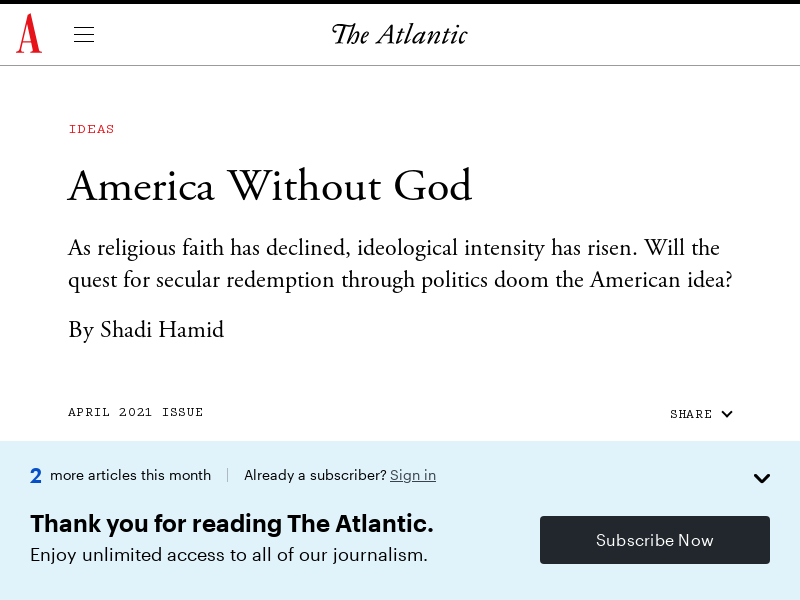 A
The Atlantic
IDEAS
America Without God
As religious faith has declined, ideological intensity has risen. Will the
quest for secular redemption through politics doom the American idea?
By Shadi Hamid
APRIL 2021 ISSUE
SHARE
2 more articles this month
Already a subscriber? Sign in
Thank you for reading The Atlantic.
Enjoy unlimited access to all of our journalism.
Subscribe Now